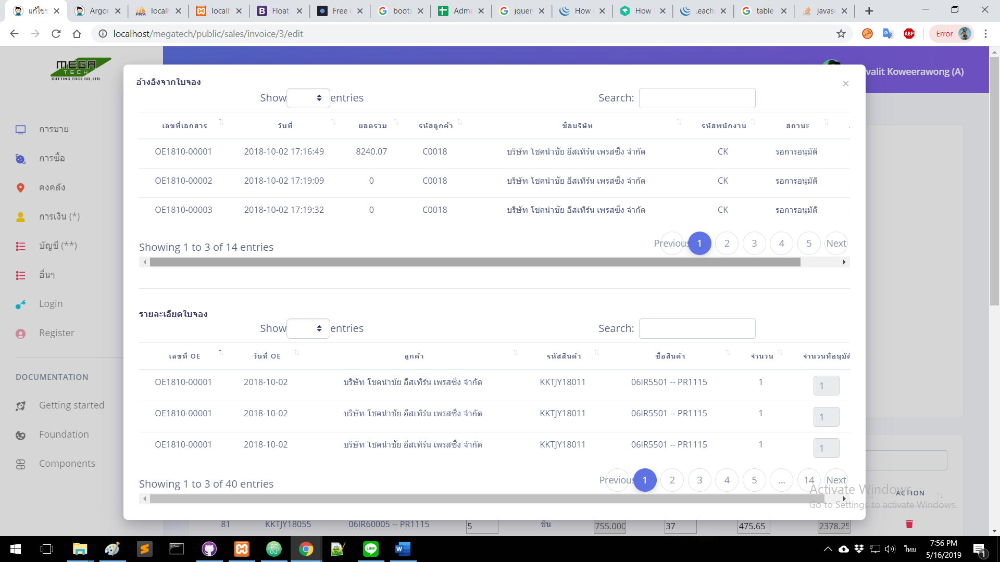 แก้ไขร
Argon
localh
localh
Float
Free i
boots
Admi
jquery
How
How
.each
table
javasc
localhost/megatech/public/sales/invoice/3/edit
Error
MEGA
TECH
CUTTING TOOL CO.,LTD.
valit Koweerawong (A)
การขาย
การซื้อ
คงคลัง
การเงิน (*)
บัญชี (**)
อื่นๆ
Login
Register
DOCUMENTATION
Getting started
Foundation
Components
อ้างอิงจากใบจอง
×
Show entries
Search:
เลขที่เอกสาร วันที่ ยอดรวม รหัสลูกค้า ชื่อบริษัท รหัสพนักงาน สถานะ
OE1810-00001 2018-10-02 17:16:49 8240.07 C0018 บริษัท โชคนำชัย อีสเทิร์น เพรสซิ่ง จำกัด CK รอการอนุมัติ
OE1810-00002 2018-10-02 17:19:09 0 C0018 บริษัท โชคนำชัย อีสเทิร์น เพรสซิ่ง จำกัด CK รอการอนุมัติ
OE1810-00003 2018-10-02 17:19:32 0 C0018 บริษัท โชคนำชัย อีสเทิร์น เพรสซิ่ง จำกัด CK รอการอนุมัติ
Showing 1 to 3 of 14 entries
Previous 1 2 3 4 5 Next
รายละเอียดใบจอง
Show entries
Search:
เลขที่ OE วันที่ OE ลูกค้า รหัสสินค้า ชื่อสินค้า จำนวน จำนวนที่อนุมัติ
OE1810-00001 2018-10-02 บริษัท โชคนำชัย อีสเทิร์น เพรสซิ่ง จำกัด KKTJY18011 06IR5501 -- PR1115 1 1
OE1810-00001 2018-10-02 บริษัท โชคนำชัย อีสเทิร์น เพรสซิ่ง จำกัด KKTJY18011 06IR5501 -- PR1115 1 1
OE1810-00001 2018-10-02 บริษัท โชคนำชัย อีสเทิร์น เพรสซิ่ง จำกัด KKTJY18011 06IR5501 -- PR1115 1 1
Showing 1 to 3 of 40 entries
Previous 1 2 3 4 5 ... 14 Next
ACTION
Activate Windows
Go to Settings to activate Windows.
81 KKTJY18055 06IR60005 -- PR1115 5 ชิ้น 755.000 37 475.65 2378.25
ไทย
7:56 PM
5/16/2019
1